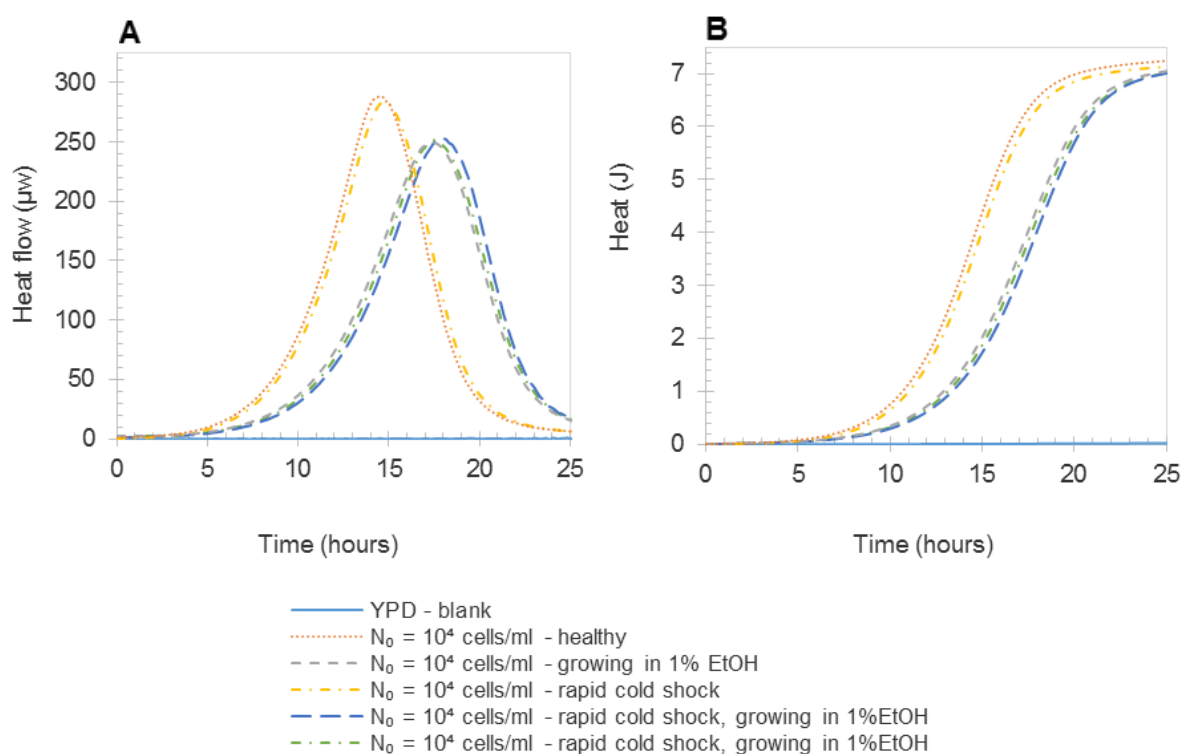 A
B
300
250
200
150
100
50
0
Heat flow (µw)
0 5 10 15 20 25
Time (hours)
7
6
5
4
3
2
1
0
Heat (J)
0 5 10 15 20 25
Time (hours)
YPD - blank
N₀ = 10⁴ cells/ml - healthy
N₀ = 10⁴ cells/ml - growing in 1% EtOH
N₀ = 10⁴ cells/ml - rapid cold shock
N₀ = 10⁴ cells/ml - rapid cold shock, growing in 1%EtOH
N₀ = 10⁴ cells/ml - rapid cold shock, growing in 1%EtOH